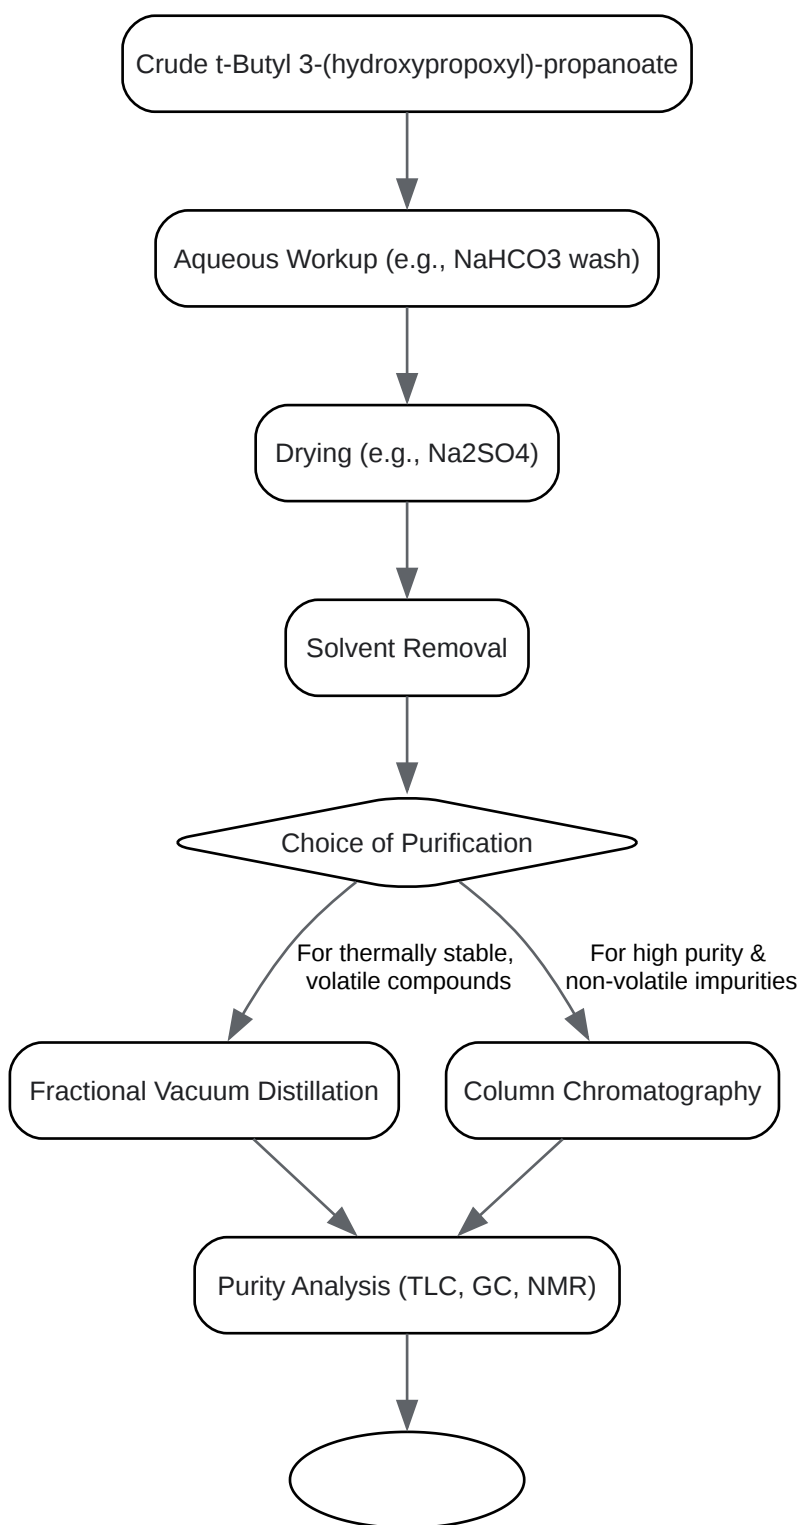 Crude t-Butyl 3-(hydroxypropoxyl)-propanoate
Aqueous Workup (e.g., NaHCO3 wash)
Drying (e.g., Na2SO4)
Solvent Removal
Choice of Purification
For thermally stable,
volatile compounds
For high purity &
non-volatile impurities
Fractional Vacuum Distillation
Column Chromatography
Purity Analysis (TLC, GC, NMR)